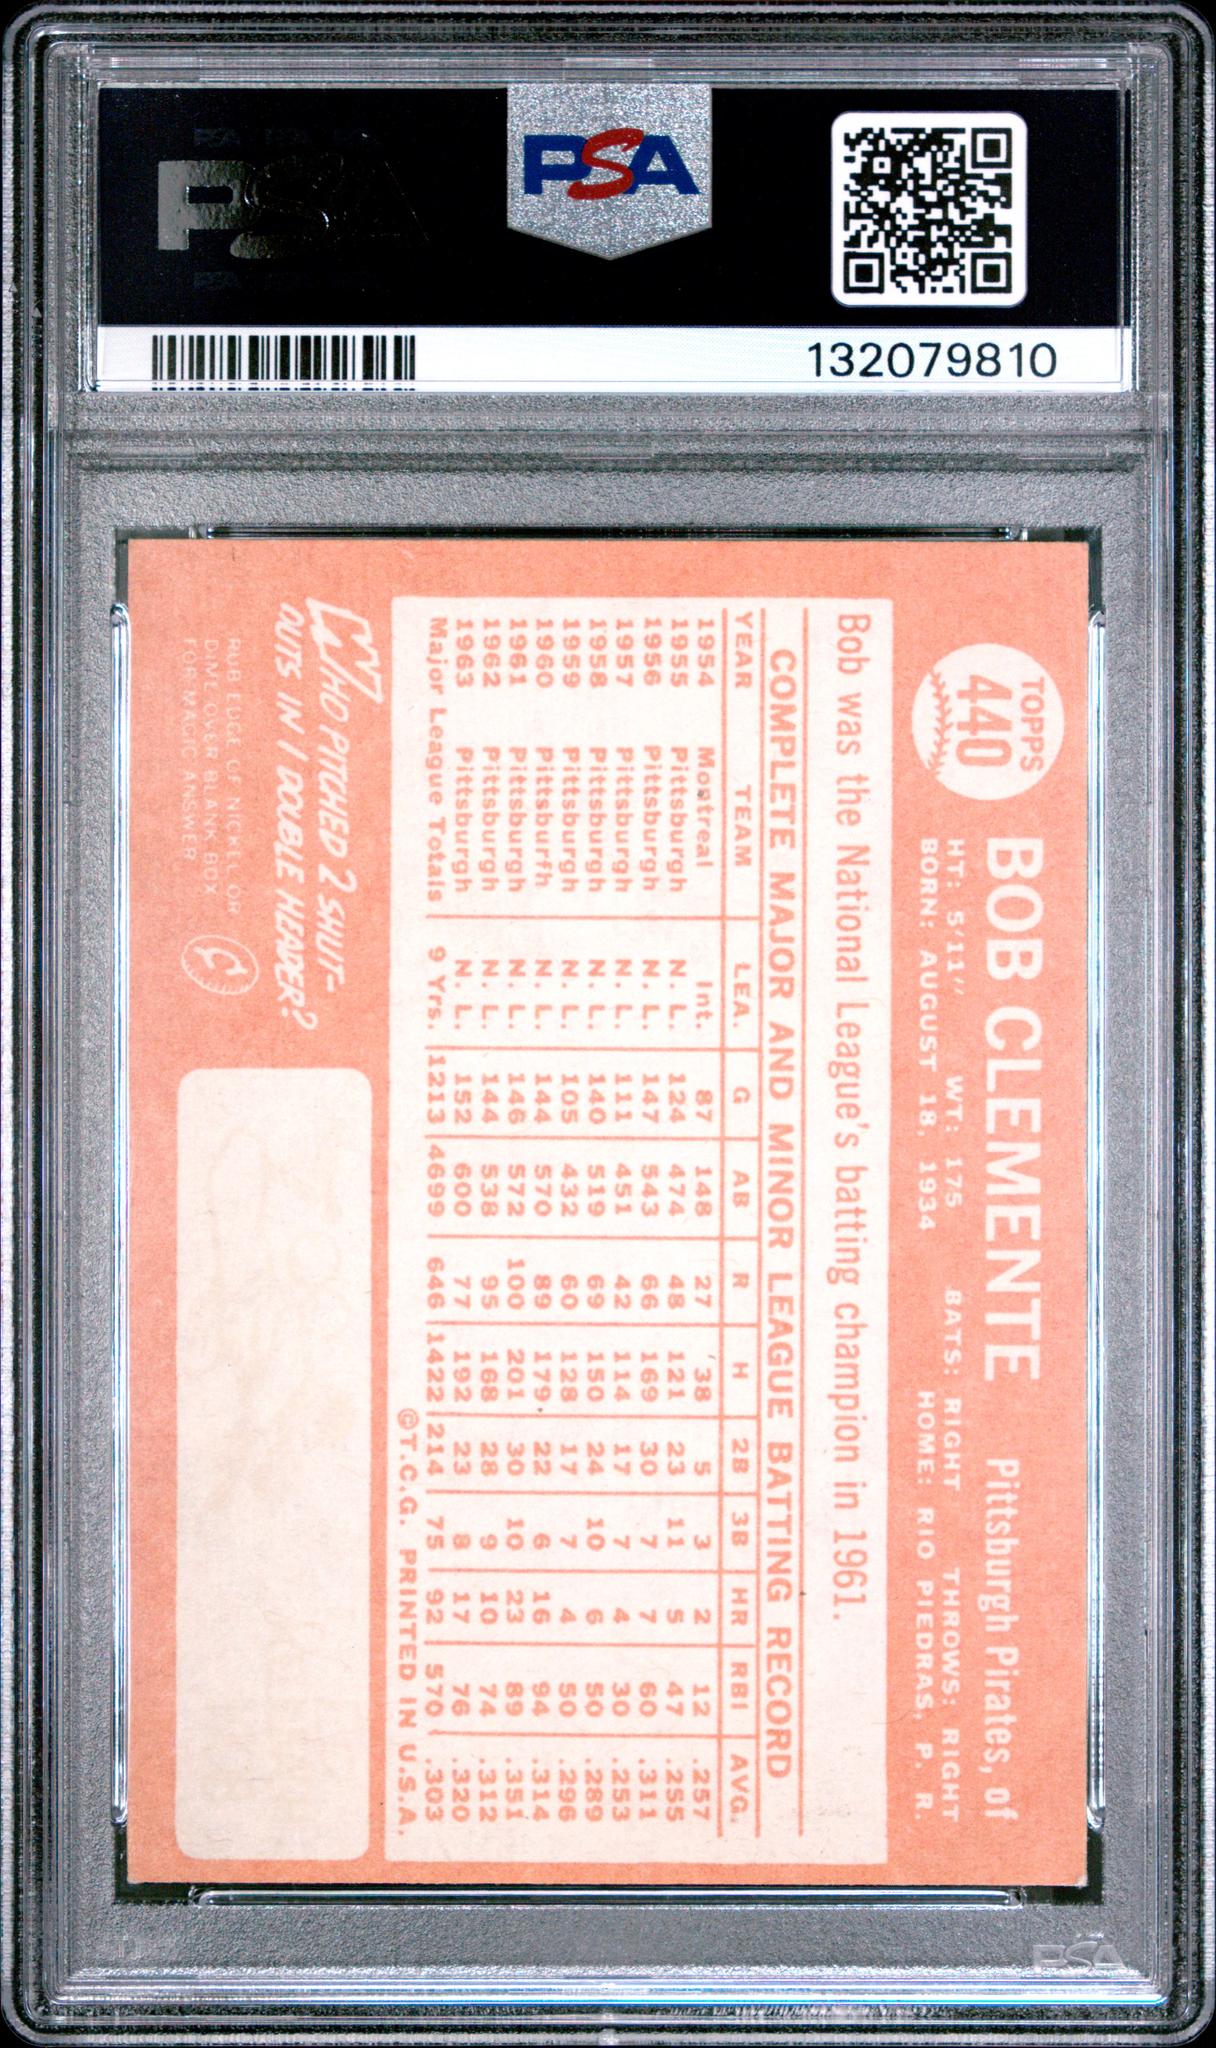 PSA
PSA
132079810
TOPPS
440
BOB CLEMENTE Pittsburgh Pirates, of
HT: 5'11" WT: 175 BATS: RIGHT THROWS: RIGHT
BORN: AUGUST 18, 1934 HOME: RIO PIEDRAS, P. R.
Bob was the National League's batting champion in 1961.
COMPLETE MAJOR AND MINOR LEAGUE BATTING RECORD
YEAR TEAM LEA. G AB R H 2B 3B HR RBI AVG.
1954 Montreal Int. 87 148 27 38 5 3 2 12 .257
1955 Pittsburgh N. L. 124 474 48 121 23 11 5 47 .255
1956 Pittsburgh N. L. 147 543 66 169 30 7 7 60 .311
1957 Pittsburgh N. L. 111 451 42 114 17 7 4 30 .253
1958 Pittsburgh N. L. 140 519 69 150 24 10 6 50 .289
1959 Pittsburgh N. L. 105 432 60 128 17 7 4 50 .296
1960 Pittsburfh N. L. 144 570 89 179 22 6 16 94 .314
1961 Pittsburgh N. L. 146 572 100 201 30 10 23 89 .351
1962 Pittsburgh N. L. 144 538 95 168 28 9 10 74 .312
1963 Pittsburgh N. L. 152 600 77 192 23 8 17 76 .320
Major League Totals 9 Yrs. 1213 4699 646 1422 214 75 92 570 .303
©T.C.G. PRINTED IN U.S.A.
WHO PITCHED 2 SHUT-
OUTS IN 1 DOUBLE HEADER?
RUB EDGE OF NICKEL OR
DIME OVER BLANK BOX
FOR MAGIC ANSWER
C
PSA